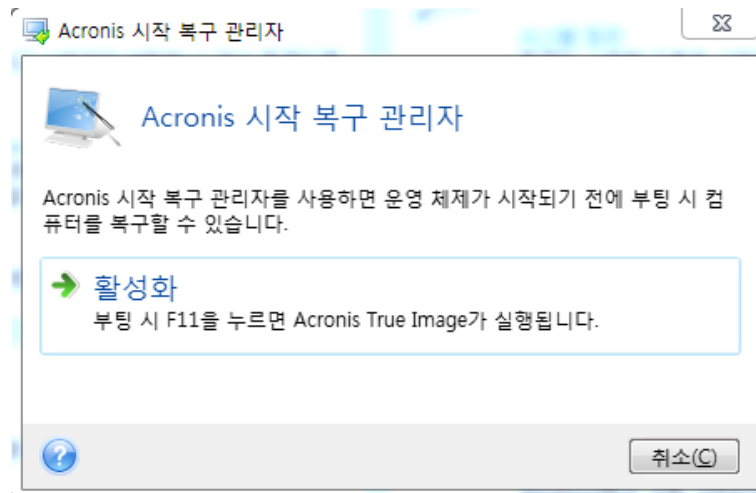 Acronis 시작 복구 관리자
Acronis 시작 복구 관리자
Acronis 시작 복구 관리자를 사용하면 운영 체제가 시작되기 전에 부팅 시 컴
퓨터를 복구할 수 있습니다.
활성화
부팅 시 F11을 누르면 Acronis True Image가 실행됩니다.
취소(C)